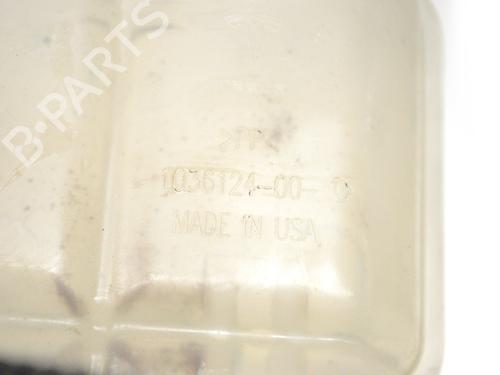 B-PARTS
>PP<
1036124-00-
MADE IN USA